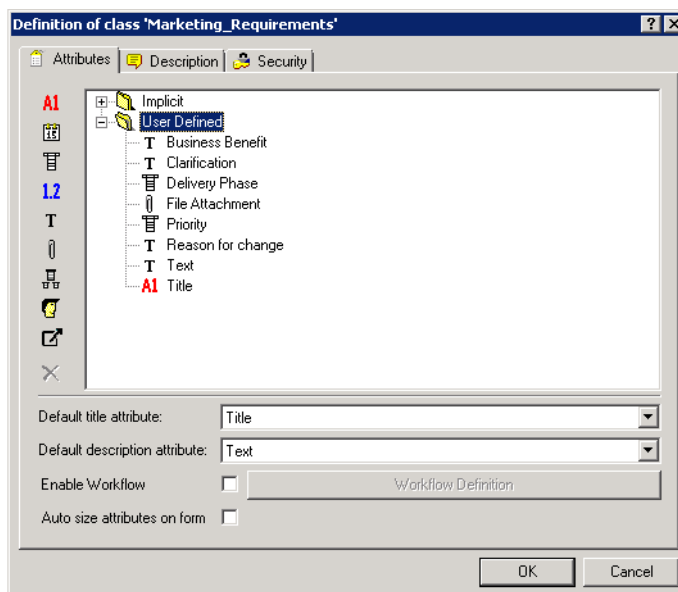 Definition of class 'Marketing_Requirements'
Attributes Description Security
A1
15
1.2
T
Implicit
User Defined
T Business Benefit
T Clarification
Delivery Phase
File Attachment
Priority
T Reason for change
T Text
A1 Title
Default title attribute: Title
Default description attribute: Text
Enable Workflow Workflow Definition
Auto size attributes on form
OK Cancel